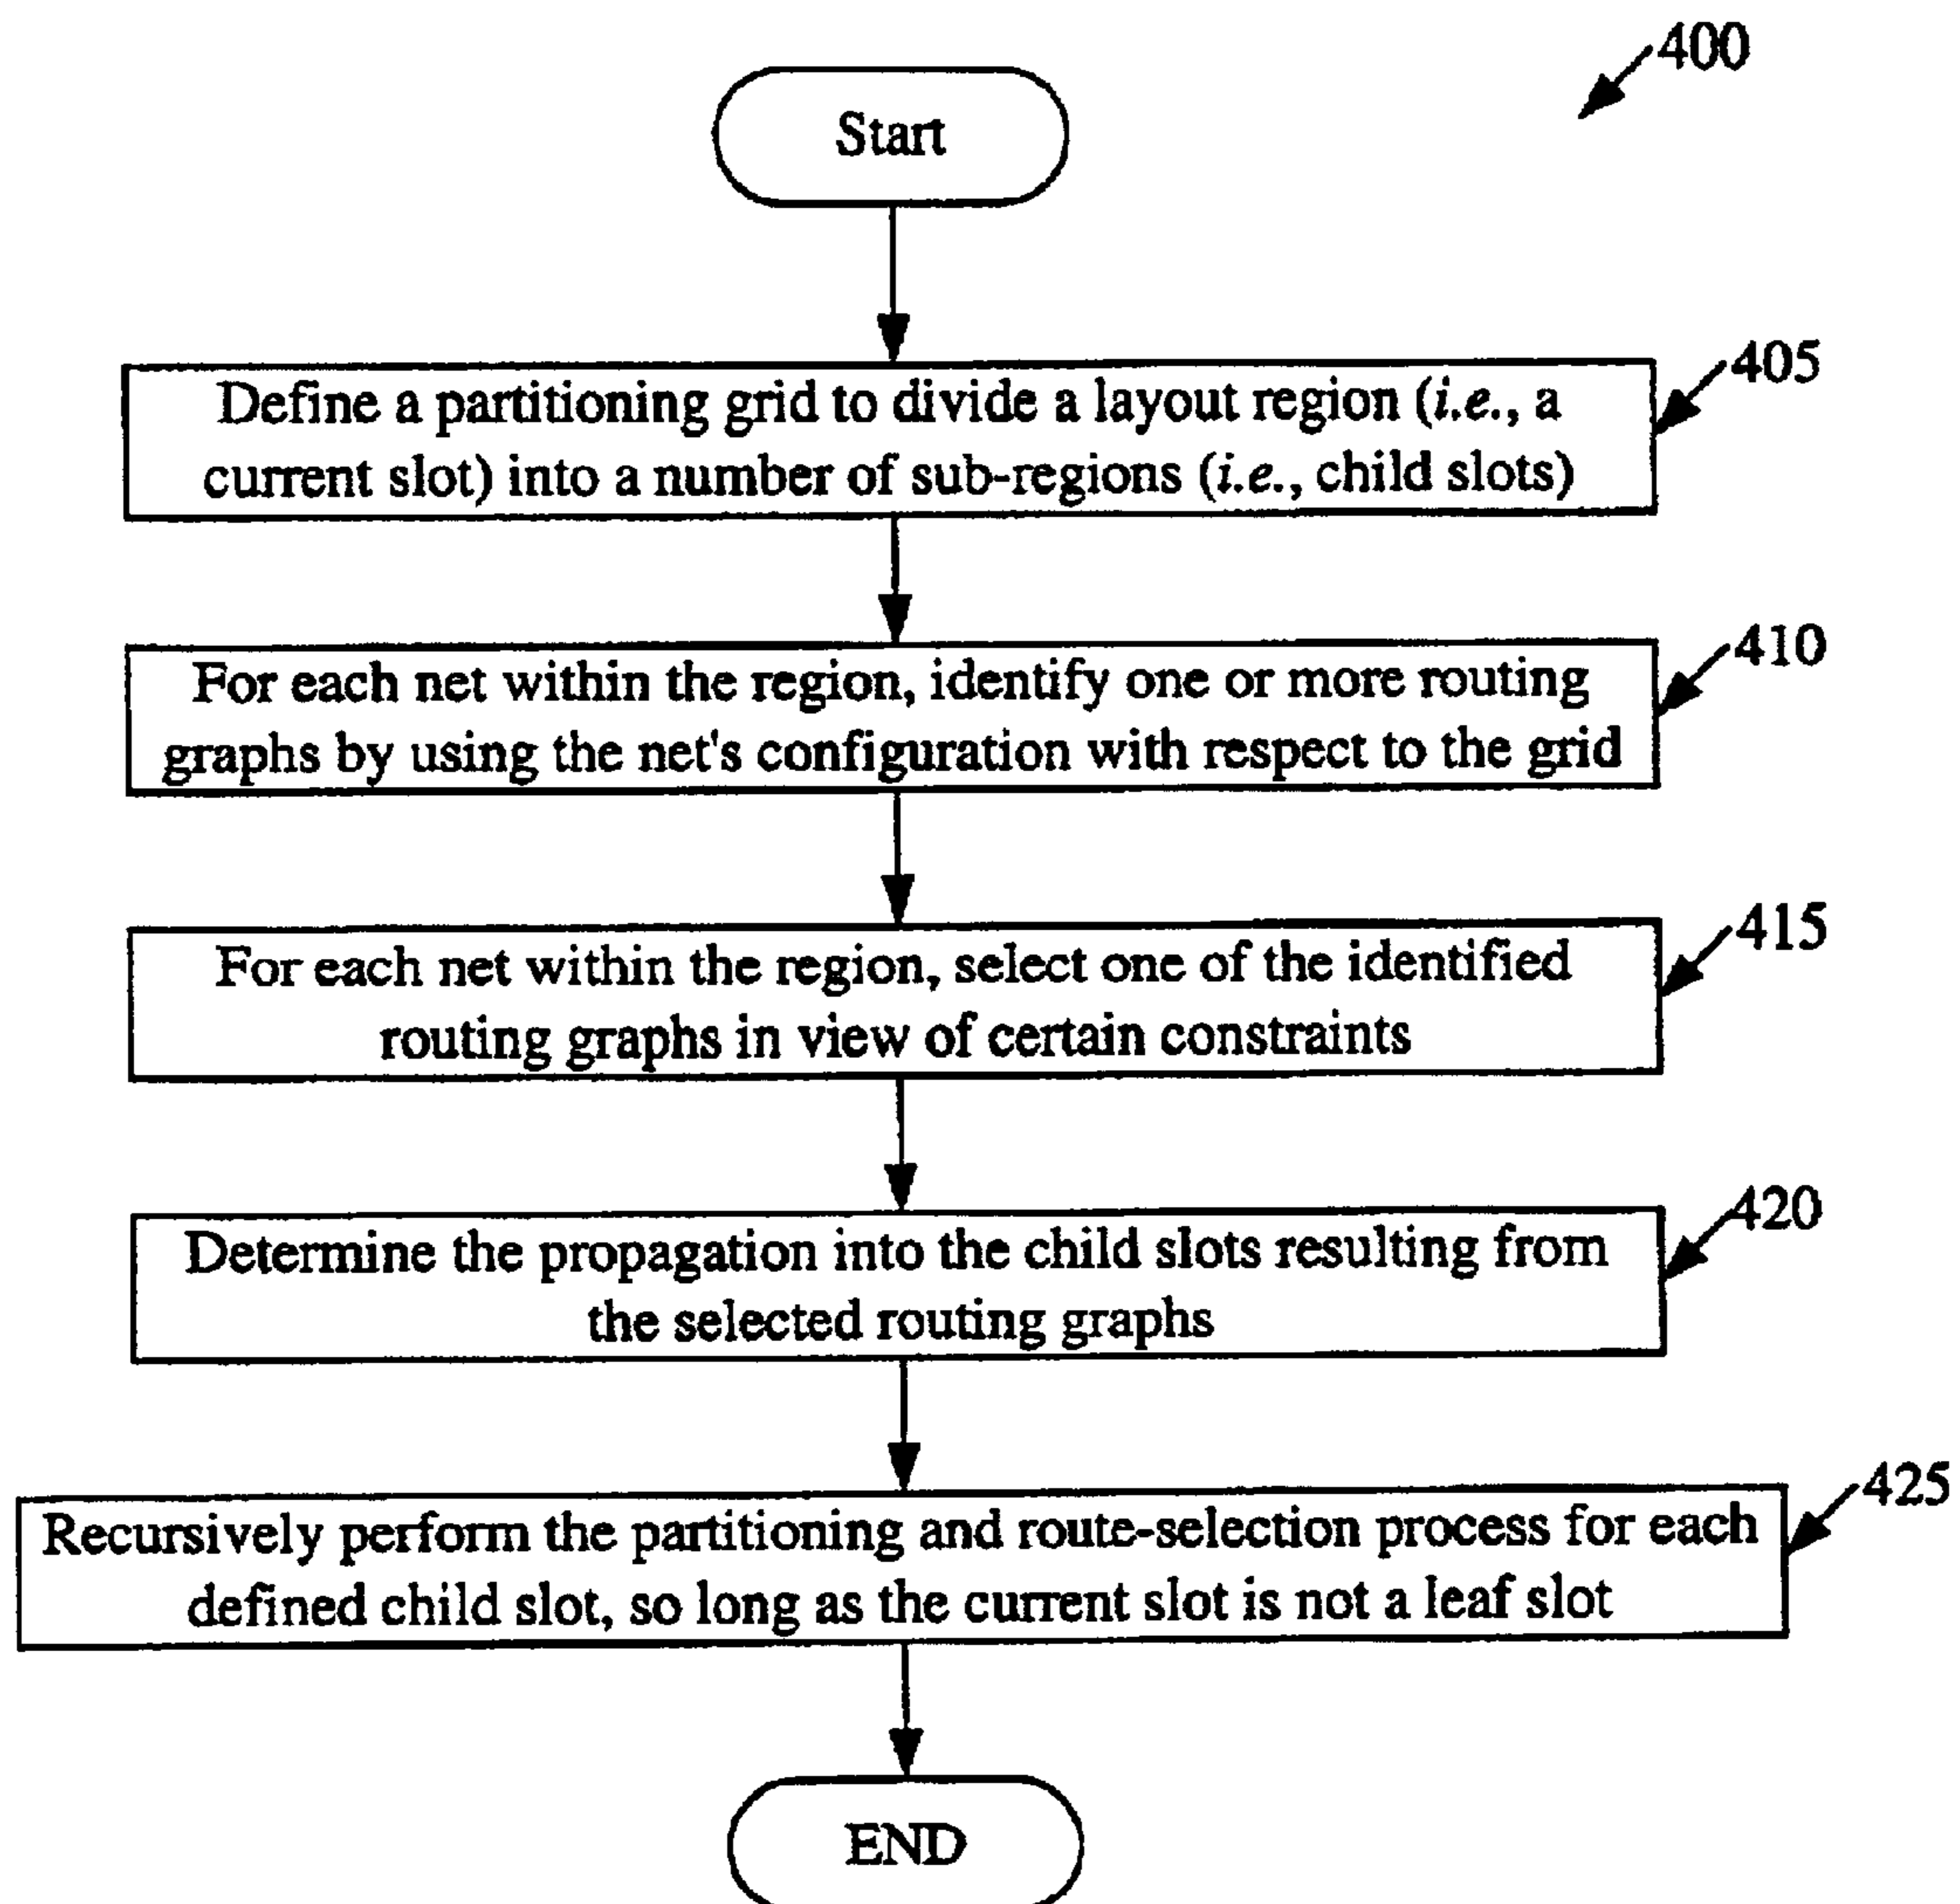 400
Start
405
Define a partitioning grid to divide a layout region (i.e., a
current slot) into a number of sub-regions (i.e., child slots)
410
For each net within the region, identify one or more routing
graphs by using the net's configuration with respect to the grid
415
For each net within the region, select one of the identified
routing graphs in view of certain constraints
420
Determine the propagation into the child slots resulting from
the selected routing graphs
425
Recursively perform the partitioning and route-selection process for each
defined child slot, so long as the current slot is not a leaf slot
END